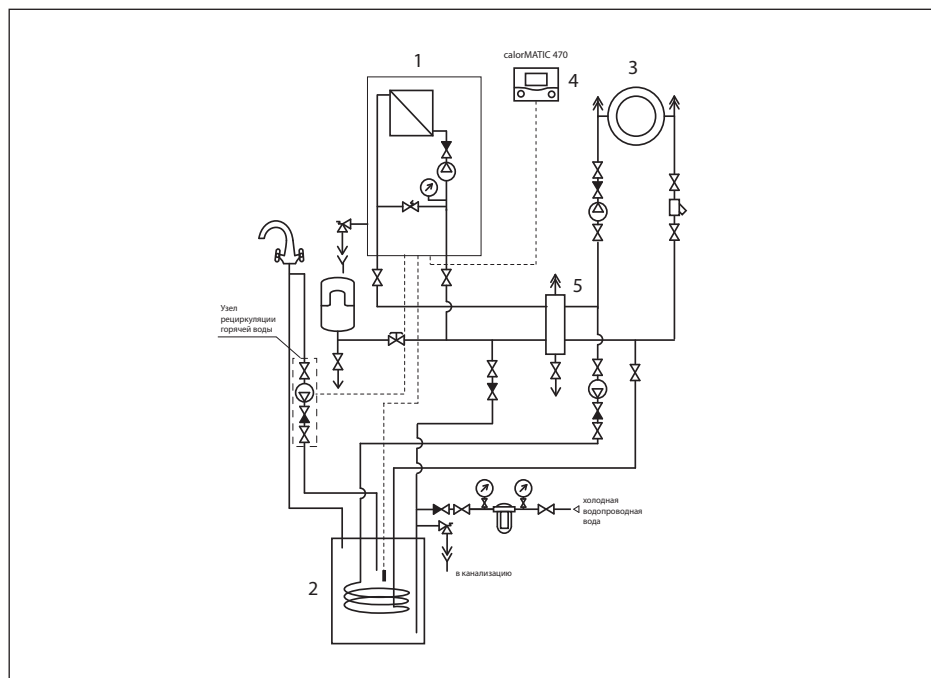 calorMATIC 470
1
4
3
5
Узел
рециркуляции
горячей воды
холодная
водопроводная
вода
в канализацию
2